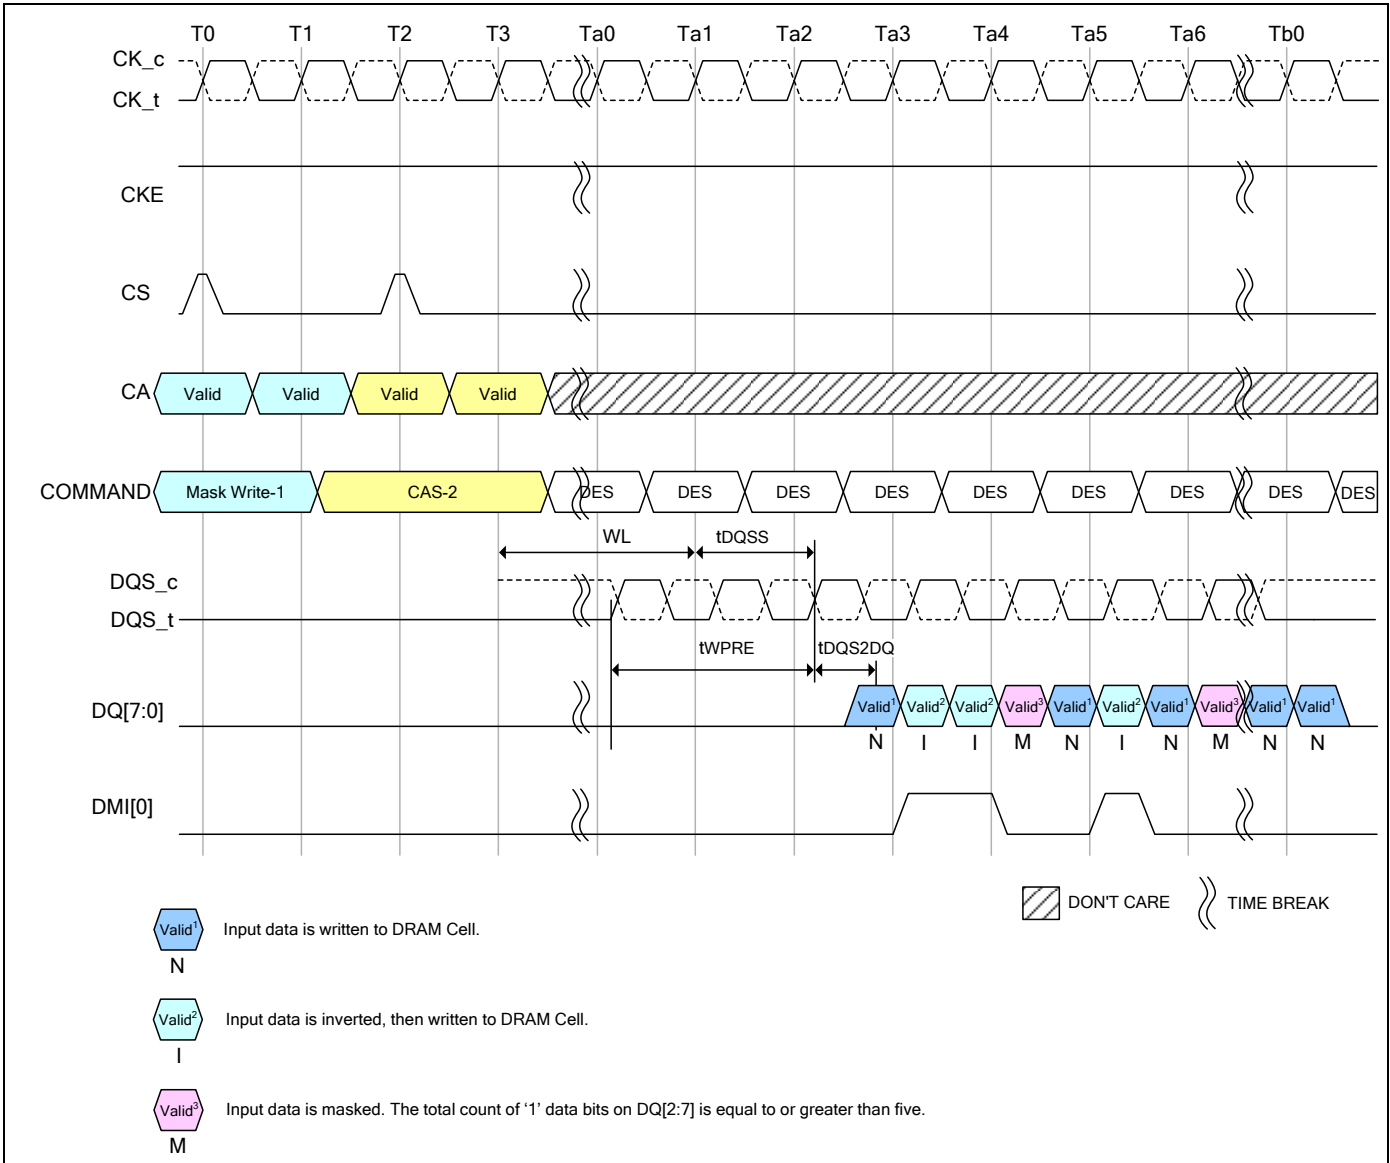 T0 T1 T2 T3 Ta0 Ta1 Ta2 Ta3 Ta4 Ta5 Ta6 Tb0
CK_c
CK_t
CKE
CS
CA Valid Valid Valid Valid
COMMAND Mask Write-1 CAS-2 DES DES DES DES DES DES DES DES DES
WL tDQSS
DQS_c
DQS_t
tWPRE tDQS2DQ
DQ[7:0] Valid¹ Valid² Valid² Valid³ Valid¹ Valid² Valid¹ Valid³ Valid¹ Valid¹
N I I M N I N M N N
DMI[0]
DON'T CARE TIME BREAK
Valid¹ Input data is written to DRAM Cell.
N
Valid² Input data is inverted, then written to DRAM Cell.
I
Valid³ Input data is masked. The total count of ‘1’ data bits on DQ[2:7] is equal to or greater than five.
M